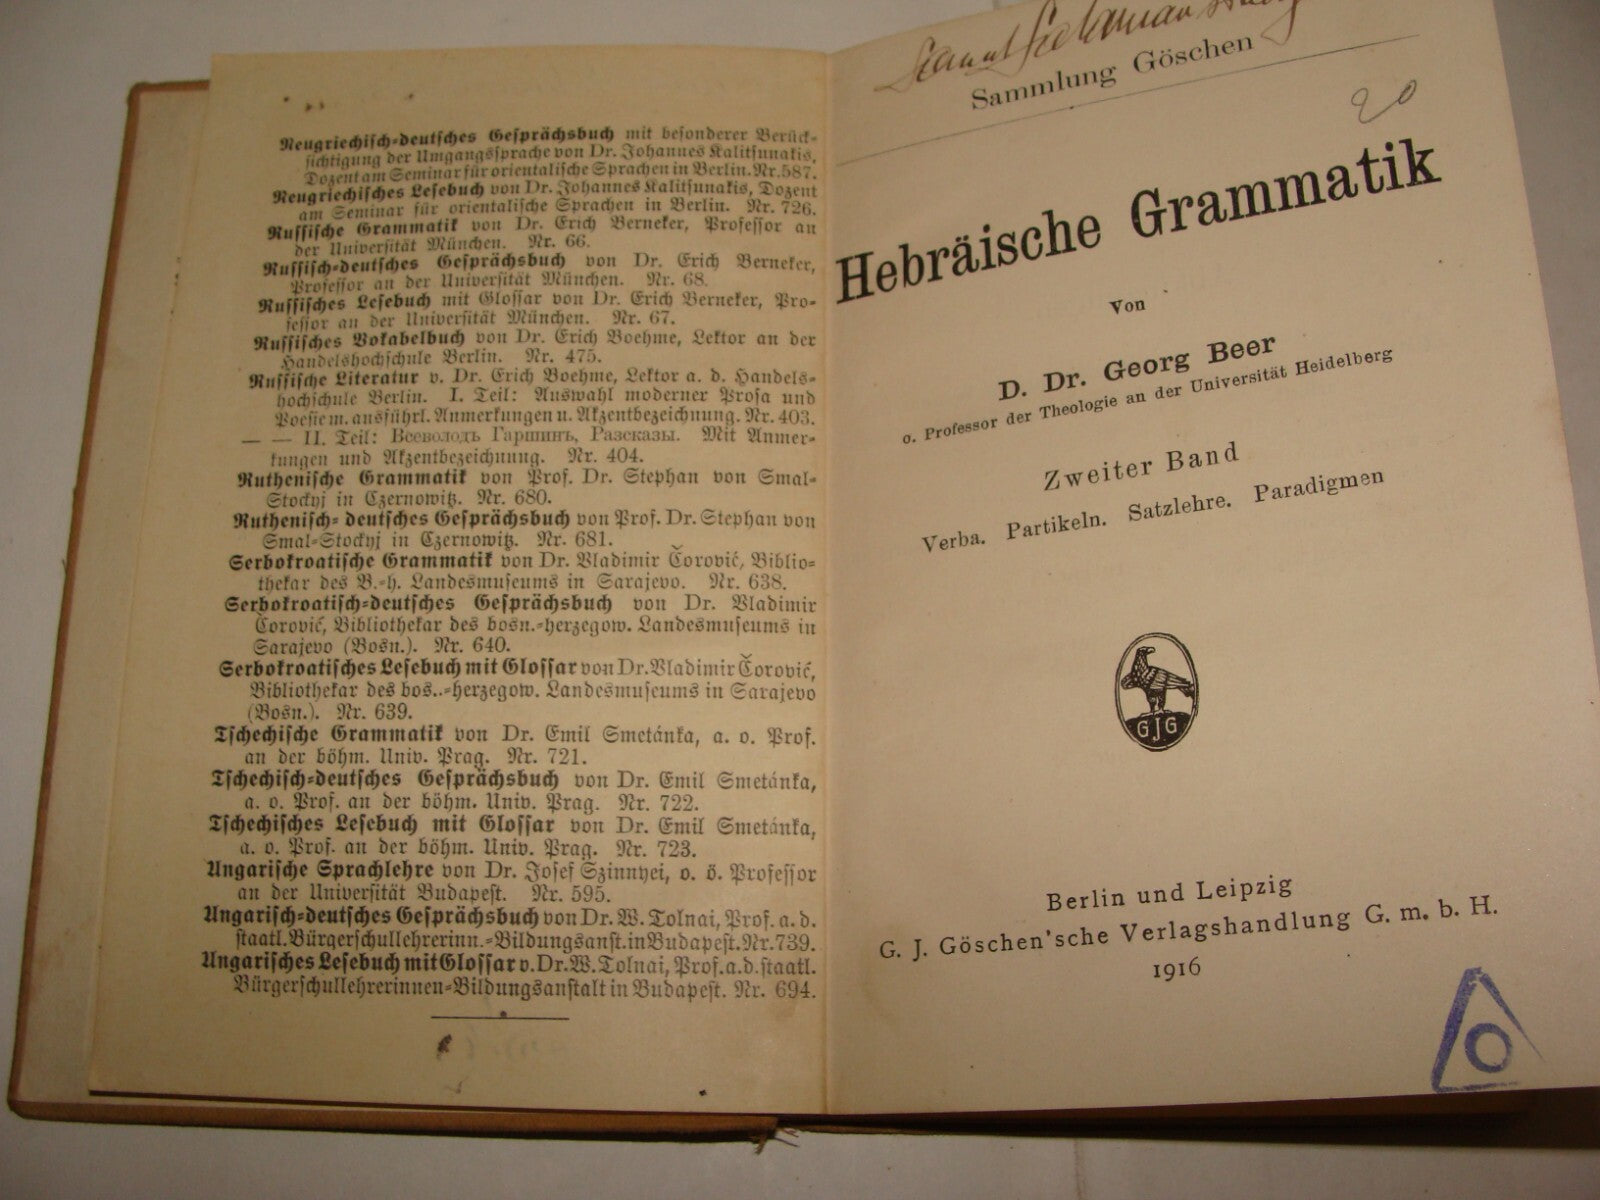 Neugriechisch-deutsches Gesprächsbuch mit besonderer Berück-
sichtigung der Umgangssprache von Dr. Johannes Kalitsunakis,
Dozent am Seminar für orientalische Sprachen in Berlin. Nr. 587.
Neugriechisches Lesebuch von Dr. Johannes Kalitsunakis, Dozent
am Seminar für orientalische Sprachen in Berlin. Nr. 726.
Russische Grammatik von Dr. Erich Berneker, Professor an
der Universität München. Nr. 66.
Russisch-deutsches Gesprächsbuch von Dr. Erich Berneker,
Professor an der Universität München. Nr. 68.
Russisches Lesebuch mit Glossar von Dr. Erich Berneker, Pro-
fessor an der Universität München. Nr. 67.
Russisches Vokabelbuch von Dr. Erich Boehme, Lektor an der
Handelshochschule Berlin. Nr. 475.
Russische Literatur v. Dr. Erich Boehme, Lektor a. d. Handels-
hochschule Berlin. I. Teil: Auswahl moderner Prosa und
Poesie m. ausführl. Anmerkungen u. Akzentbezeichnung. Nr. 403.
— — II. Teil: Всеволодъ Гаршинъ, Разсказы. Mit Anmer-
kungen und Akzentbezeichnung. Nr. 404.
Ruthenische Grammatik von Prof. Dr. Stephan von Smal-
Stockyj in Czernowitz. Nr. 680.
Ruthenisch- deutsches Gesprächsbuch von Prof. Dr. Stephan von
Smal-Stockyj in Czernowitz. Nr. 681.
Serbokroatische Grammatik von Dr. Vladimir Čorović, Biblio-
thekar des B.-h. Landesmuseums in Sarajevo. Nr. 638.
Serbokroatisch-deutsches Gesprächsbuch von Dr. Vladimir
Čorović, Bibliothekar des bosn.-herzegow. Landesmuseums in
Sarajevo (Bosn.). Nr. 640.
Serbokroatisches Lesebuch mit Glossar von Dr. Vladimir Čorović,
Bibliothekar des bos..-herzegow. Landesmuseums in Sarajevo
(Bosn.). Nr. 639.
Tschechische Grammatik von Dr. Emil Smetánka, a. o. Prof.
an der böhm. Univ. Prag. Nr. 721.
Tschechisch-deutsches Gesprächsbuch von Dr. Emil Smetánka,
a. o. Prof. an der böhm. Univ. Prag. Nr. 722.
Tschechisches Lesebuch mit Glossar von Dr. Emil Smetánka,
a. o. Prof. an der böhm. Univ. Prag. Nr. 723.
Ungarische Sprachlehre von Dr. Josef Szinnyei, o. ö. Professor
an der Universität Budapest. Nr. 595.
Ungarisch-deutsches Gesprächsbuch von Dr. W. Tolnai, Prof. a. d.
staatl. Bürgerschullehrerinn.-Bildungsanst. in Budapest. Nr. 739.
Ungarisches Lesebuch mit Glossar v. Dr. W. Tolnai, Prof. a. d. staatl.
Bürgerschullehrerinnen-Bildungsanstalt in Budapest. Nr. 694.
Sammlung Göschen
20
Hebräische Grammatik
Von
D. Dr. Georg Beer
o. Professor der Theologie an der Universität Heidelberg
Zweiter Band
Verba. Partikeln. Satzlehre. Paradigmen
GJG
Berlin und Leipzig
G. J. Göschen'sche Verlagshandlung G. m. b. H.
1916